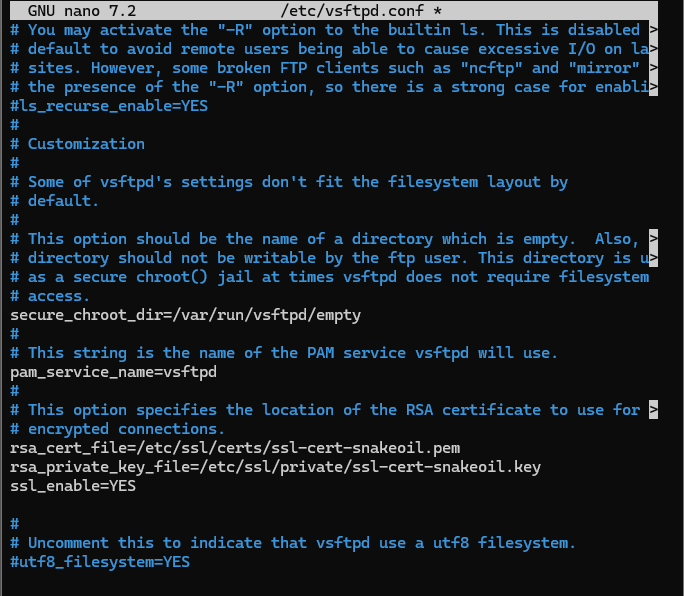 GNU nano 7.2 /etc/vsftpd.conf *
# You may activate the "-R" option to the builtin ls. This is disabled >
# default to avoid remote users being able to cause excessive I/O on la>
# sites. However, some broken FTP clients such as "ncftp" and "mirror" >
# the presence of the "-R" option, so there is a strong case for enabli>
#ls_recurse_enable=YES
#
# Customization
#
# Some of vsftpd's settings don't fit the filesystem layout by
# default.
#
# This option should be the name of a directory which is empty.  Also, >
# directory should not be writable by the ftp user. This directory is u>
# as a secure chroot() jail at times vsftpd does not require filesystem
# access.
secure_chroot_dir=/var/run/vsftpd/empty
#
# This string is the name of the PAM service vsftpd will use.
pam_service_name=vsftpd
#
# This option specifies the location of the RSA certificate to use for >
# encrypted connections.
rsa_cert_file=/etc/ssl/certs/ssl-cert-snakeoil.pem
rsa_private_key_file=/etc/ssl/private/ssl-cert-snakeoil.key
ssl_enable=YES

#
# Uncomment this to indicate that vsftpd use a utf8 filesystem.
#utf8_filesystem=YES